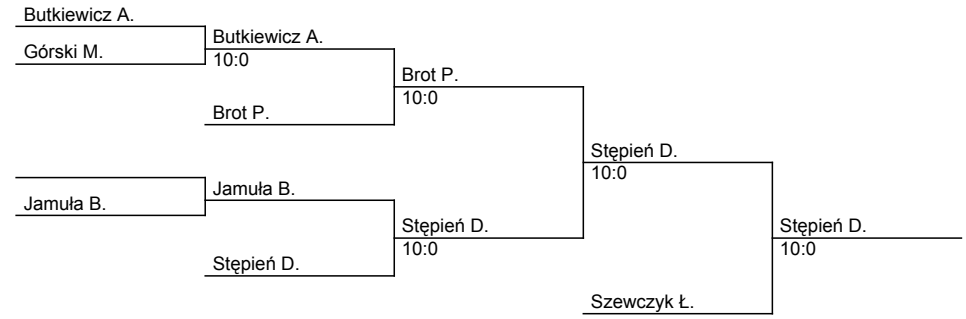 Butkiewicz A.
Górski M.
Butkiewicz A.
10:0
Brot P.
Brot P.
10:0
Jamuła B.
Jamuła B.
Stępień D.
Stępień D.
10:0
Stępień D.
10:0
Szewczyk Ł.
Stępień D.
10:0